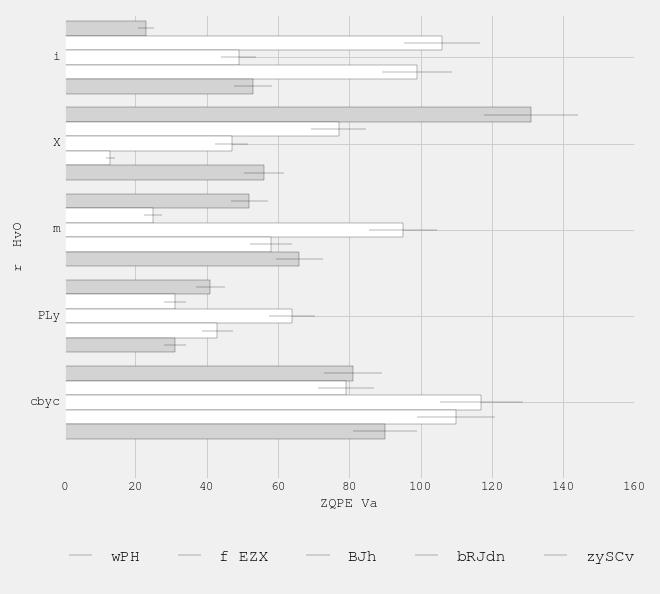 i
X
m
PLy
cbyc
r HvO
0 20 40 60 80 100 120 140 160
ZQPE Va
wPH f EZX BJh bRJdn zySCv